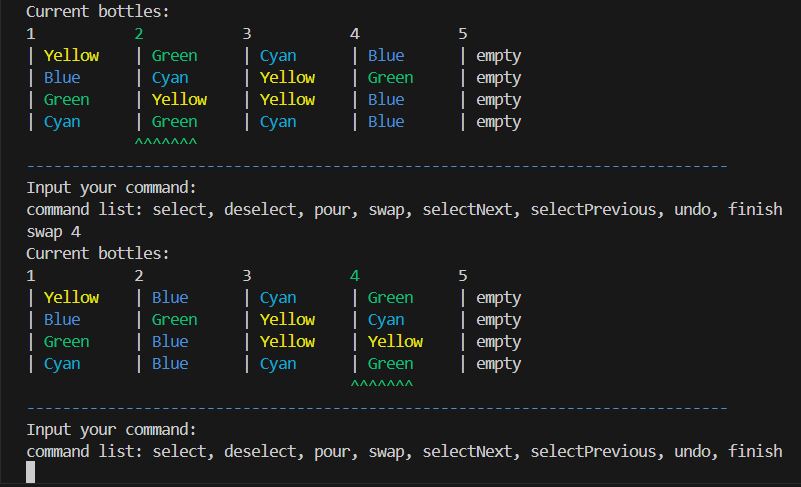 Current bottles:
1 2 3 4 5
| Yellow | Green | Cyan | Blue | empty
| Blue | Cyan | Yellow | Green | empty
| Green | Yellow | Yellow | Blue | empty
| Cyan | Green | Cyan | Blue | empty
^^^^^^^
------------------------------------------------------------------------------
Input your command:
command list: select, deselect, pour, swap, selectNext, selectPrevious, undo, finish
swap 4
Current bottles:
1 2 3 4 5
| Yellow | Blue | Cyan | Green | empty
| Blue | Green | Yellow | Cyan | empty
| Green | Blue | Yellow | Yellow | empty
| Cyan | Blue | Cyan | Green | empty
^^^^^^^
------------------------------------------------------------------------------
Input your command:
command list: select, deselect, pour, swap, selectNext, selectPrevious, undo, finish